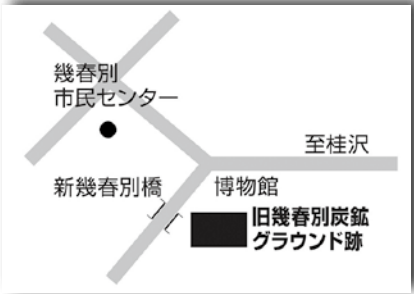 幾春別
市民センター
至桂沢
新幾春別橋
博物館
旧幾春別炭鉱
グラウンド跡